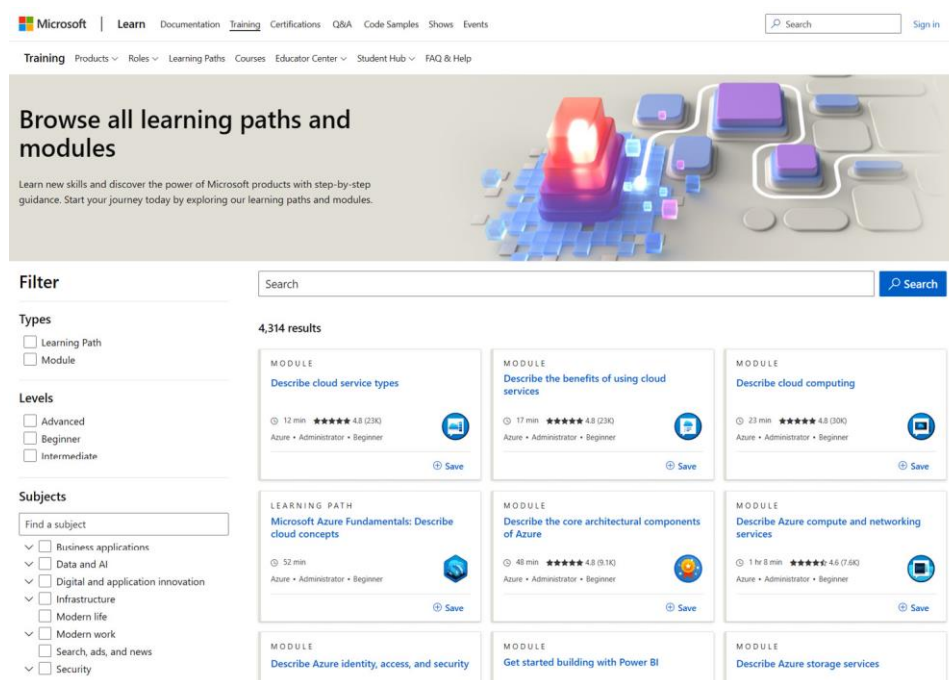 Microsoft Learn Documentation Training Certifications Q&A Code Samples Shows Events Search Sign in
Training Products Roles Learning Paths Courses Educator Center Student Hub FAQ & Help
Browse all learning paths and
modules
Learn new skills and discover the power of Microsoft products with step-by-step
guidance. Start your journey today by exploring our learning paths and modules.
Filter
Types
Learning Path
Module
Levels
Advanced
Beginner
Intermediate
Subjects
Find a subject
Business applications
Data and AI
Digital and application innovation
Infrastructure
Modern life
Modern work
Search, ads, and news
Security
Search Search
4,314 results
MODULE
Describe cloud service types
12 min ★★★★★ 4.8 (23K)
Azure • Administrator • Beginner
Save
MODULE
Describe the benefits of using cloud
services
17 min ★★★★★ 4.8 (23K)
Azure • Administrator • Beginner
Save
MODULE
Describe cloud computing
23 min ★★★★★ 4.8 (30K)
Azure • Administrator • Beginner
Save
LEARNING PATH
Microsoft Azure Fundamentals: Describe
cloud concepts
52 min
Azure • Administrator • Beginner
Save
MODULE
Describe the core architectural components
of Azure
48 min ★★★★★ 4.8 (9.1K)
Azure • Administrator • Beginner
Save
MODULE
Describe Azure compute and networking
services
1 hr 8 min ★★★★★ 4.6 (7.6K)
Azure • Administrator • Beginner
Save
MODULE
Describe Azure identity, access, and security
MODULE
Get started building with Power BI
MODULE
Describe Azure storage services